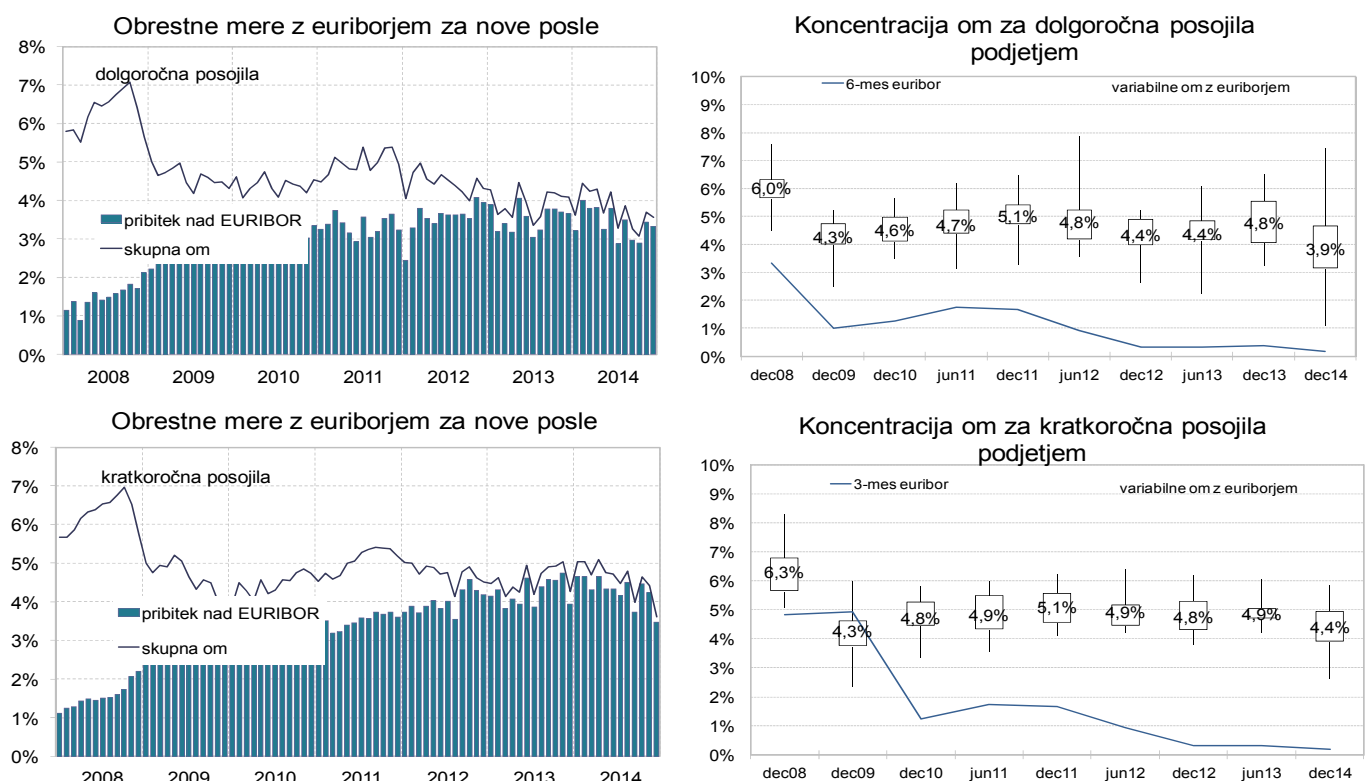 Obrestne mere z euriborjem za nove posle
8%
7%
6%
5%
4%
3%
2%
1%
0%
dolgoročna posojila
pribitek nad EURIBOR
skupna om
2008 2009 2010 2011 2012 2013 2014
Koncentracija om za dolgoročna posojila
podjetjem
10%
9%
8%
7%
6%
5%
4%
3%
2%
1%
0%
6-mes euribor
variabilne om z euriborjem
6,0% 4,3% 4,6% 4,7% 5,1% 4,8% 4,4% 4,4% 4,8% 3,9%
dec08 dec09 dec10 jun11 dec11 jun12 dec12 jun13 dec13 dec14
Obrestne mere z euriborjem za nove posle
8%
7%
6%
5%
4%
3%
2%
1%
0%
kratkoročna posojila
pribitek nad EURIBOR
skupna om
2008 2009 2010 2011 2012 2013 2014
Koncentracija om za kratkoročna posojila
podjetjem
10%
9%
8%
7%
6%
5%
4%
3%
2%
1%
0%
3-mes euribor
variabilne om z euriborjem
6,3% 4,3% 4,8% 4,9% 5,1% 4,9% 4,8% 4,9% 4,4%
dec08 dec09 dec10 jun11 dec11 jun12 dec12 jun13 dec14